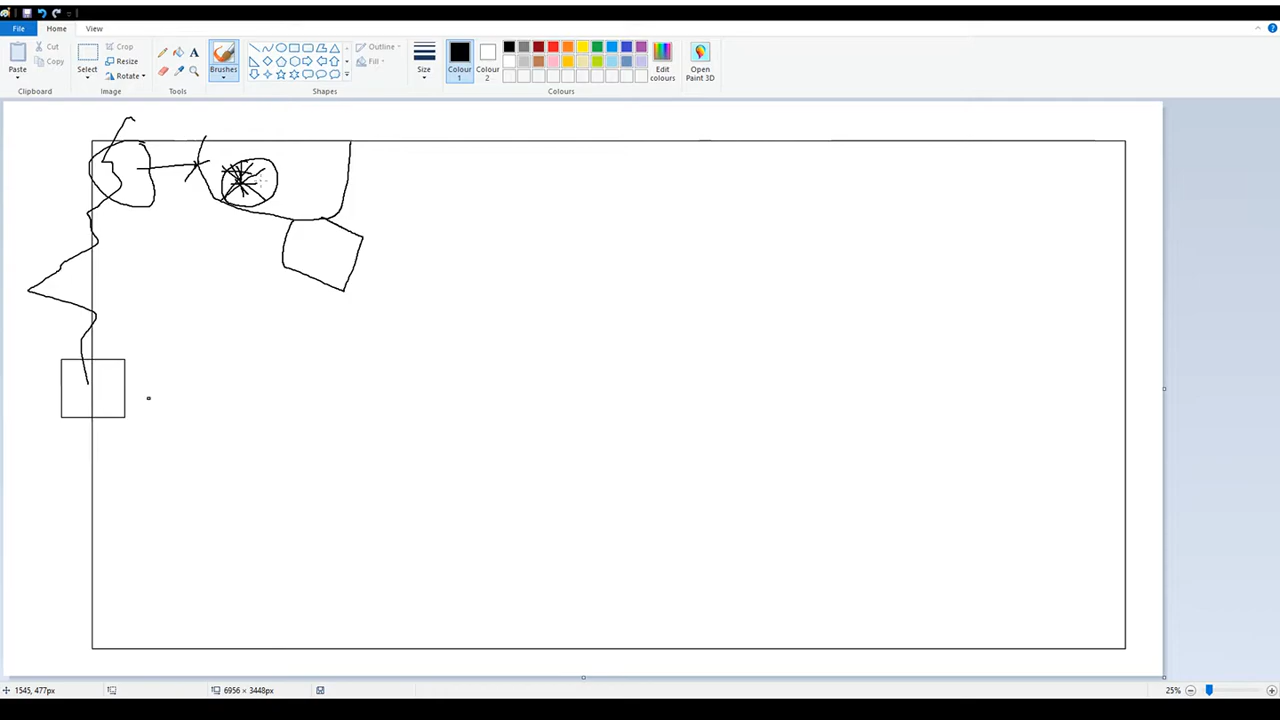 File
Home
View
Paste
Cut
Copy
Clipboard
Select
Crop
Resize
Rotate
Image
A
Tools
Brushes
Outline
Fill
Shapes
Size
Colour 1
Colour 2
Edit colours
Colours
Open Paint 3D
1545, 477px
6956 × 3448px
25%